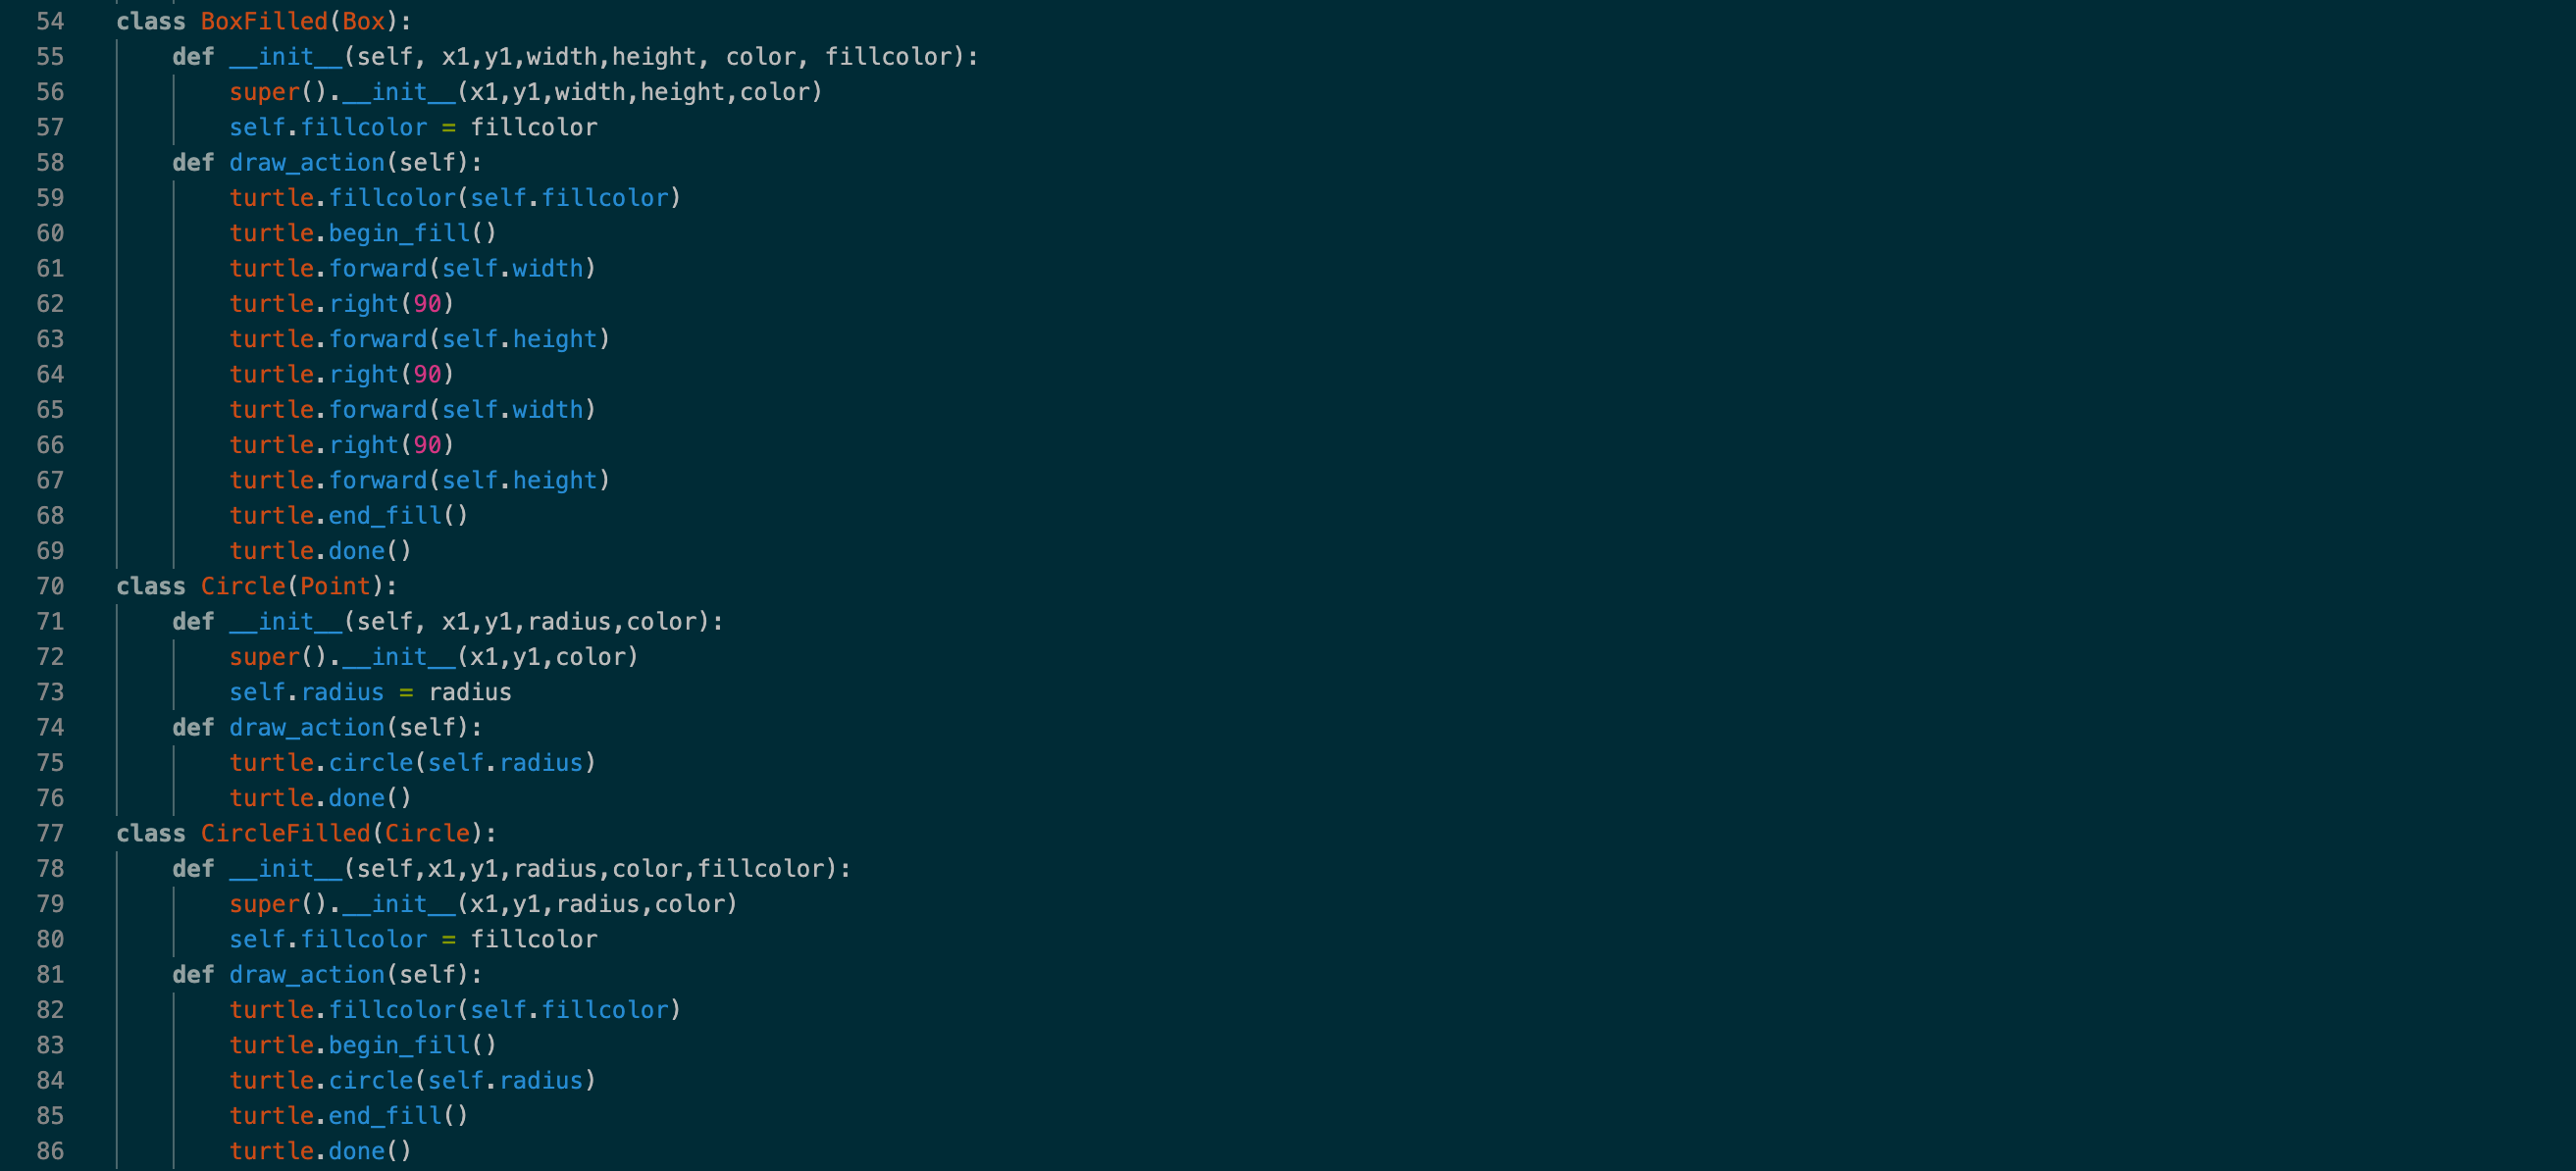 54 class BoxFilled(Box):
55     def __init__(self, x1,y1,width,height, color, fillcolor):
56         super().__init__(x1,y1,width,height,color)
57         self.fillcolor = fillcolor
58     def draw_action(self):
59         turtle.fillcolor(self.fillcolor)
60         turtle.begin_fill()
61         turtle.forward(self.width)
62         turtle.right(90)
63         turtle.forward(self.height)
64         turtle.right(90)
65         turtle.forward(self.width)
66         turtle.right(90)
67         turtle.forward(self.height)
68         turtle.end_fill()
69         turtle.done()
70 class Circle(Point):
71     def __init__(self, x1,y1,radius,color):
72         super().__init__(x1,y1,color)
73         self.radius = radius
74     def draw_action(self):
75         turtle.circle(self.radius)
76         turtle.done()
77 class CircleFilled(Circle):
78     def __init__(self,x1,y1,radius,color,fillcolor):
79         super().__init__(x1,y1,radius,color)
80         self.fillcolor = fillcolor
81     def draw_action(self):
82         turtle.fillcolor(self.fillcolor)
83         turtle.begin_fill()
84         turtle.circle(self.radius)
85         turtle.end_fill()
86         turtle.done()